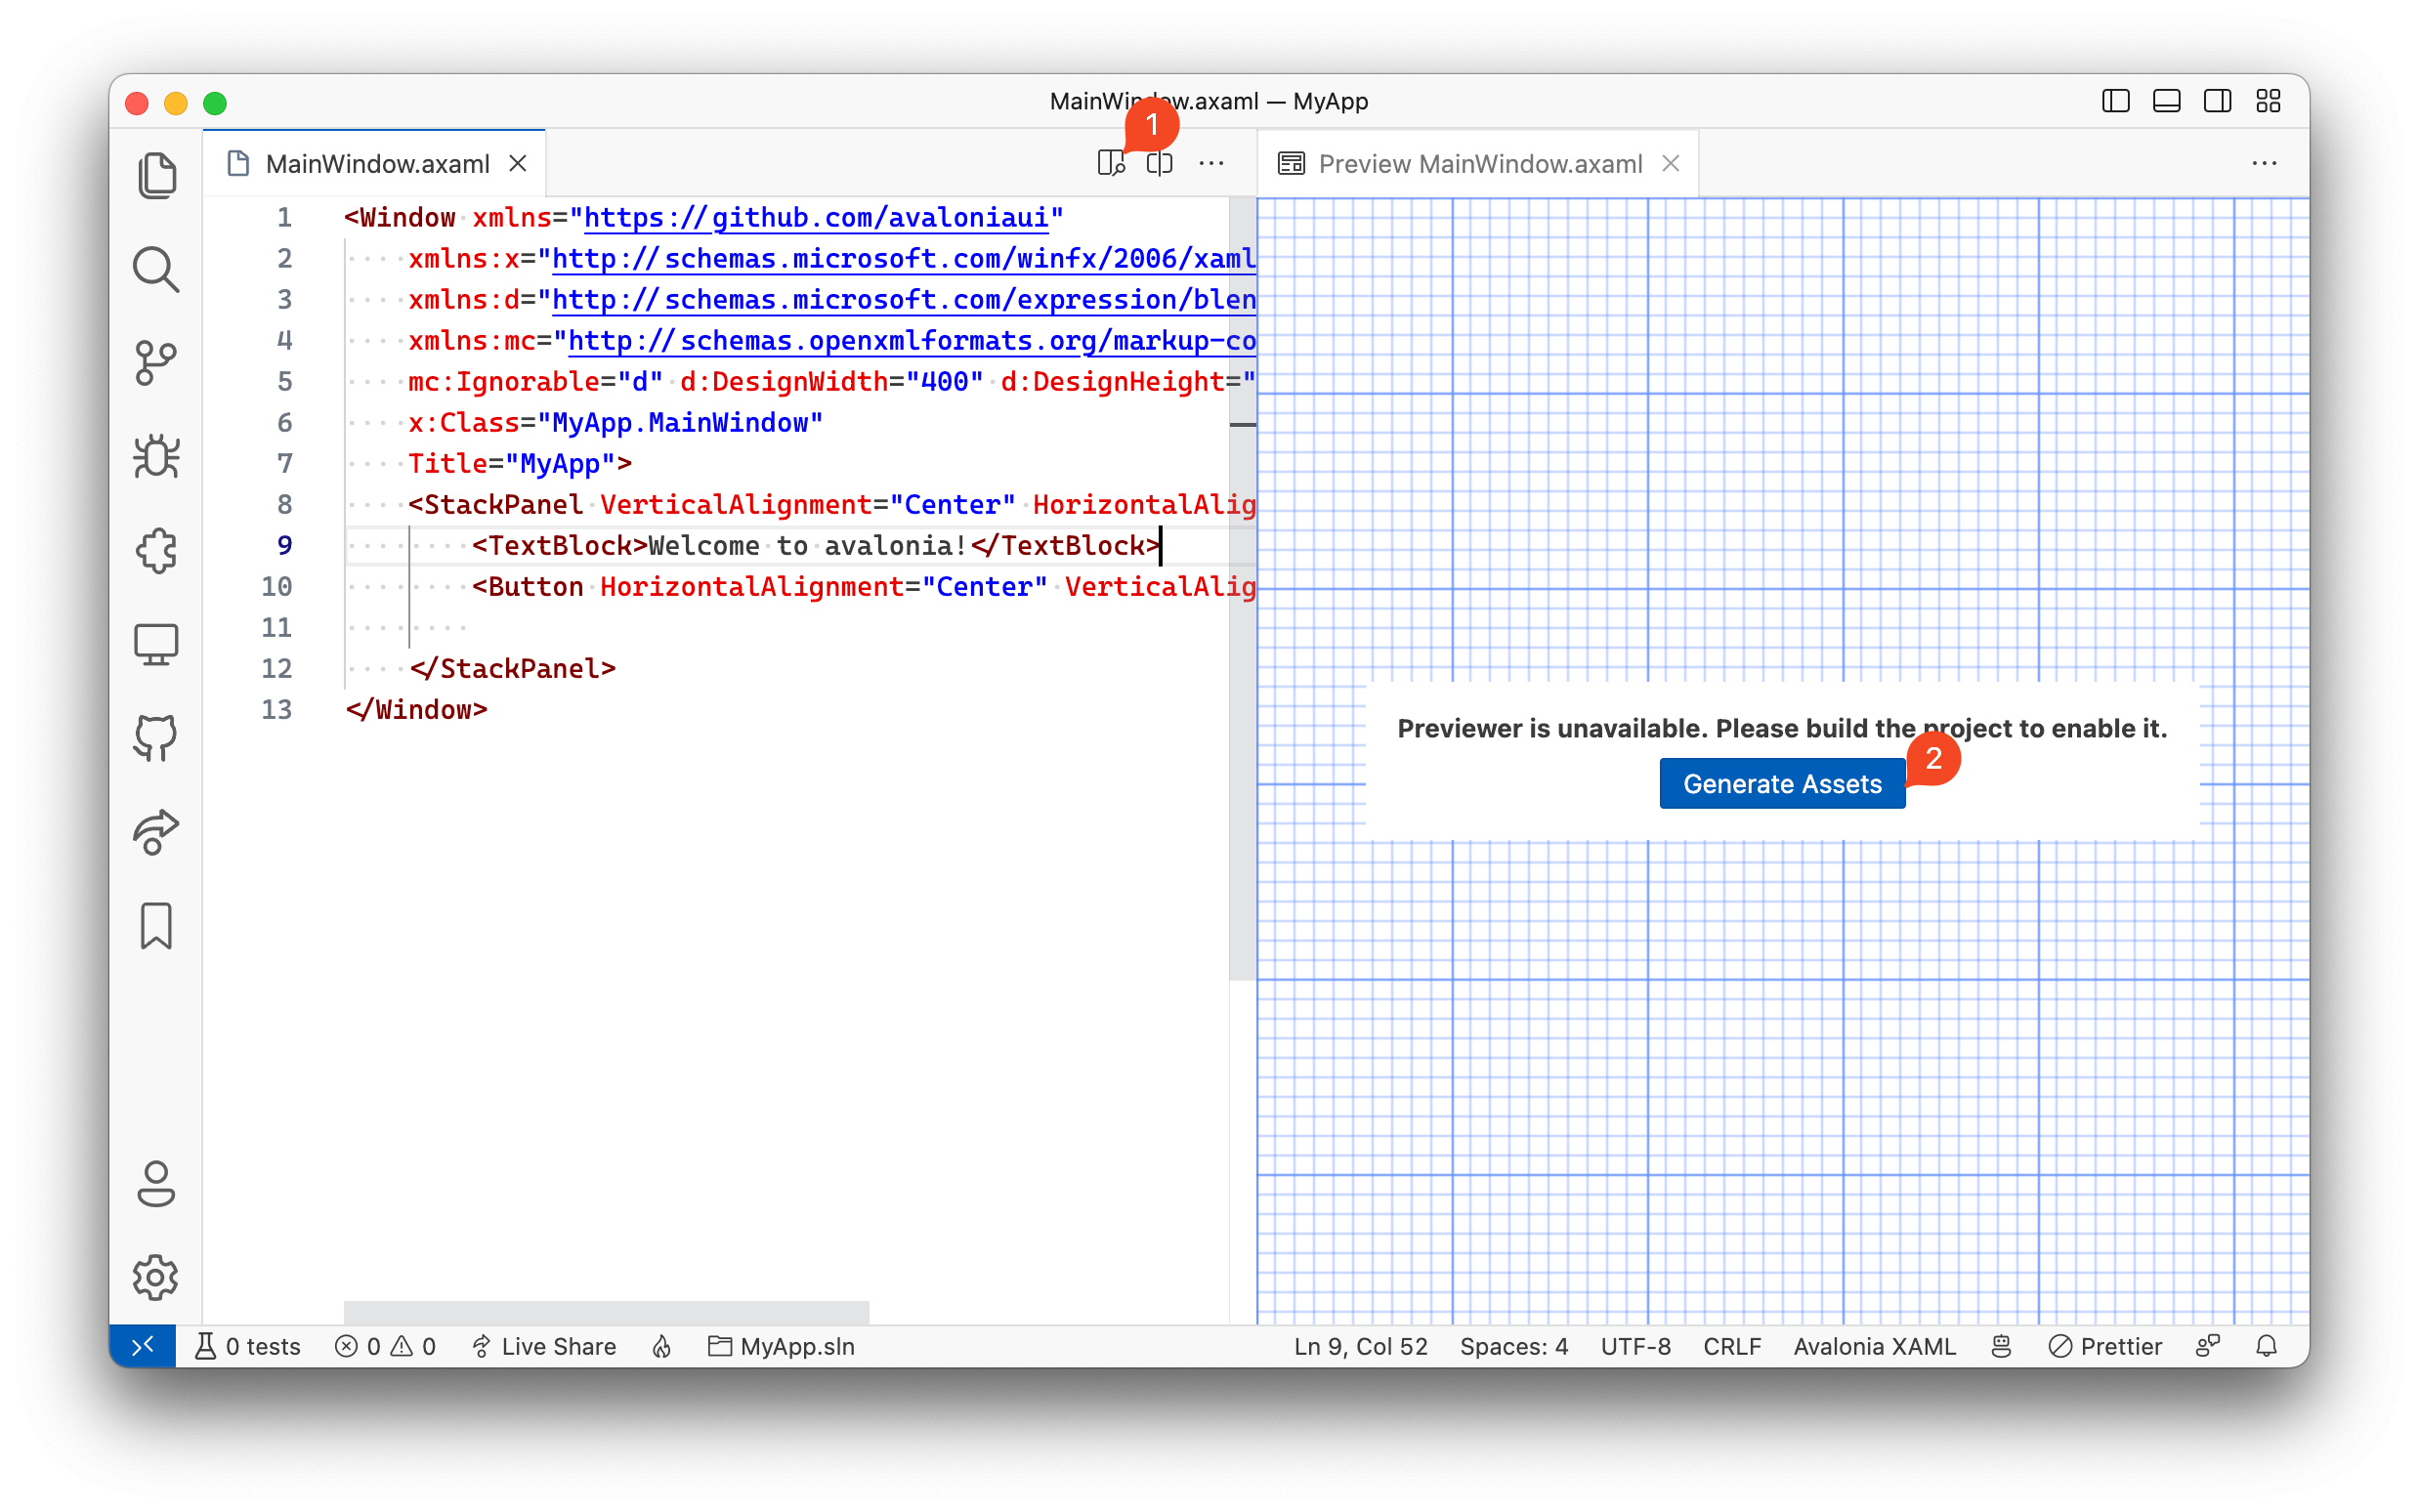 MainWindow.axaml — MyApp
1
MainWindow.axaml
Preview MainWindow.axaml
1 <Window xmlns="https://github.com/avaloniaui"
2 xmlns:x="http://schemas.microsoft.com/winfx/2006/xaml
3 xmlns:d="http://schemas.microsoft.com/expression/blen
4 xmlns:mc="http://schemas.openxmlformats.org/markup-co
5 mc:Ignorable="d" d:DesignWidth="400" d:DesignHeight="
6 x:Class="MyApp.MainWindow"
7 Title="MyApp">
8 <StackPanel VerticalAlignment="Center" HorizontalAlig
9 <TextBlock>Welcome to avalonia!</TextBlock>
10 <Button HorizontalAlignment="Center" VerticalAlig
11
12 </StackPanel>
13 </Window>
Previewer is unavailable. Please build the project to enable it.
2
Generate Assets
0 tests 0 0 Live Share MyApp.sln Ln 9, Col 52 Spaces: 4 UTF-8 CRLF Avalonia XAML Prettier